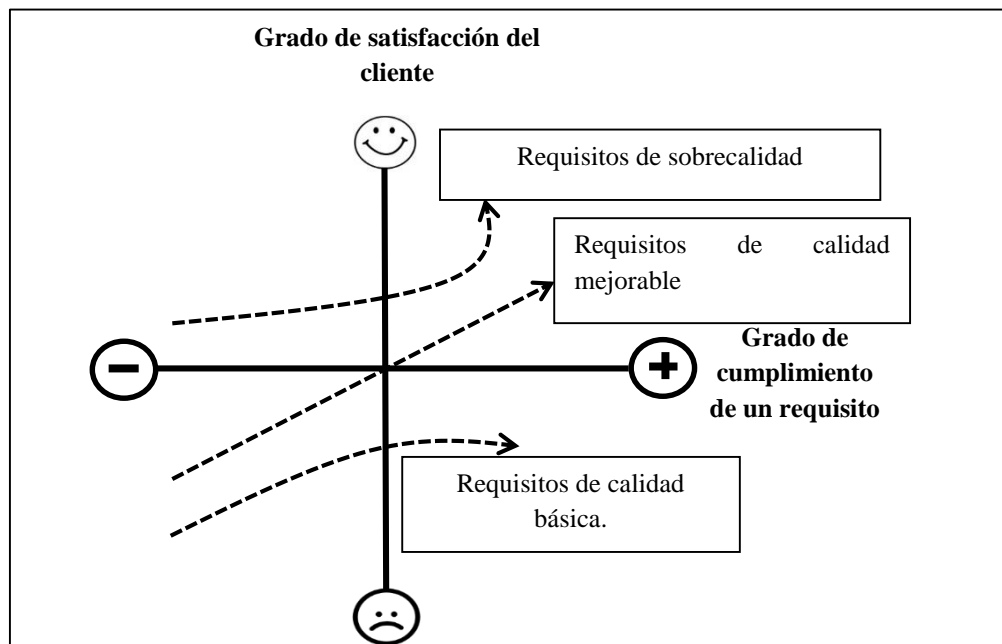 Grado de satisfacción del
cliente
Requisitos de sobrecalidad
Requisitos de calidad
mejorable
Grado de
cumplimiento
de un requisito
Requisitos de calidad
básica.